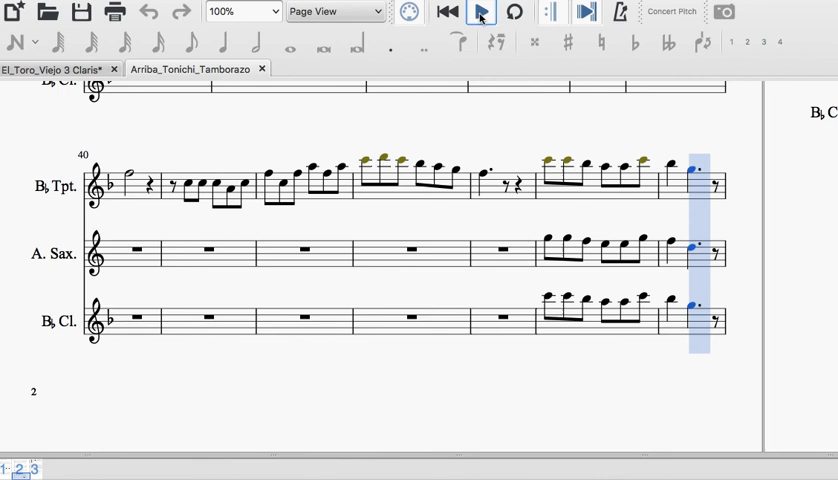 100% Page View Concert Pitch
1 2 3 4
El_Toro_Viejo 3 Claris* Arriba_Tonichi_Tamborazo
B♭ Cl.
B♭ C
40
B♭ Tpt.
A. Sax.
B♭ Cl.
2
1 2 3